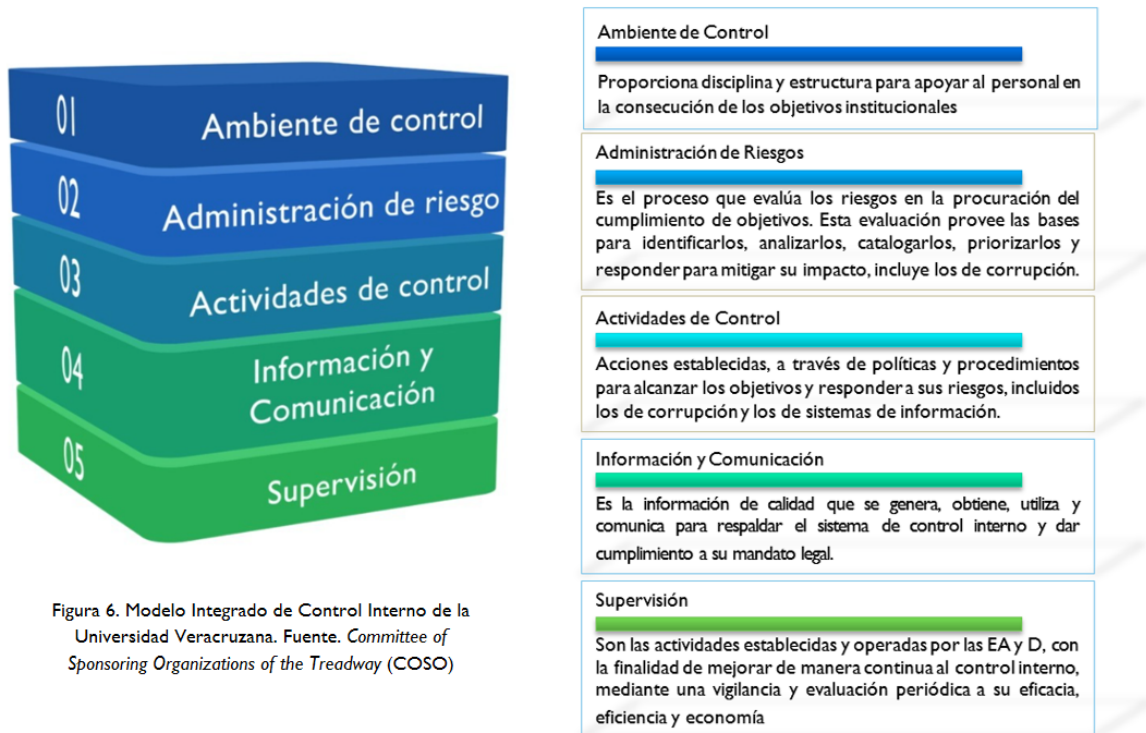 01
Ambiente de control
02
Administración de riesgo
03
Actividades de control
04
Información y
Comunicación
05
Supervisión
Figura 6. Modelo Integrado de Control Interno de la
Universidad Veracruzana. Fuente. Committee of
Sponsoring Organizations of the Treadway (COSO)
Ambiente de Control
Proporciona disciplina y estructura para apoyar al personal en
la consecución de los objetivos institucionales
Administración de Riesgos
Es el proceso que evalúa los riesgos en la procuración del
cumplimiento de objetivos. Esta evaluación provee las bases
para identificarlos, analizarlos, catalogarlos, priorizarlos y
responder para mitigar su impacto, incluye los de corrupción.
Actividades de Control
Acciones establecidas, a través de políticas y procedimientos
para alcanzar los objetivos y responder a sus riesgos, incluidos
los de corrupción y los de sistemas de información.
Información y Comunicación
Es la información de calidad que se genera, obtiene, utiliza y
comunica para respaldar el sistema de control interno y dar
cumplimiento a su mandato legal.
Supervisión
Son las actividades establecidas y operadas por las EA y D, con
la finalidad de mejorar de manera continua al control interno,
mediante una vigilancia y evaluación periódica a su eficacia,
eficiencia y economía